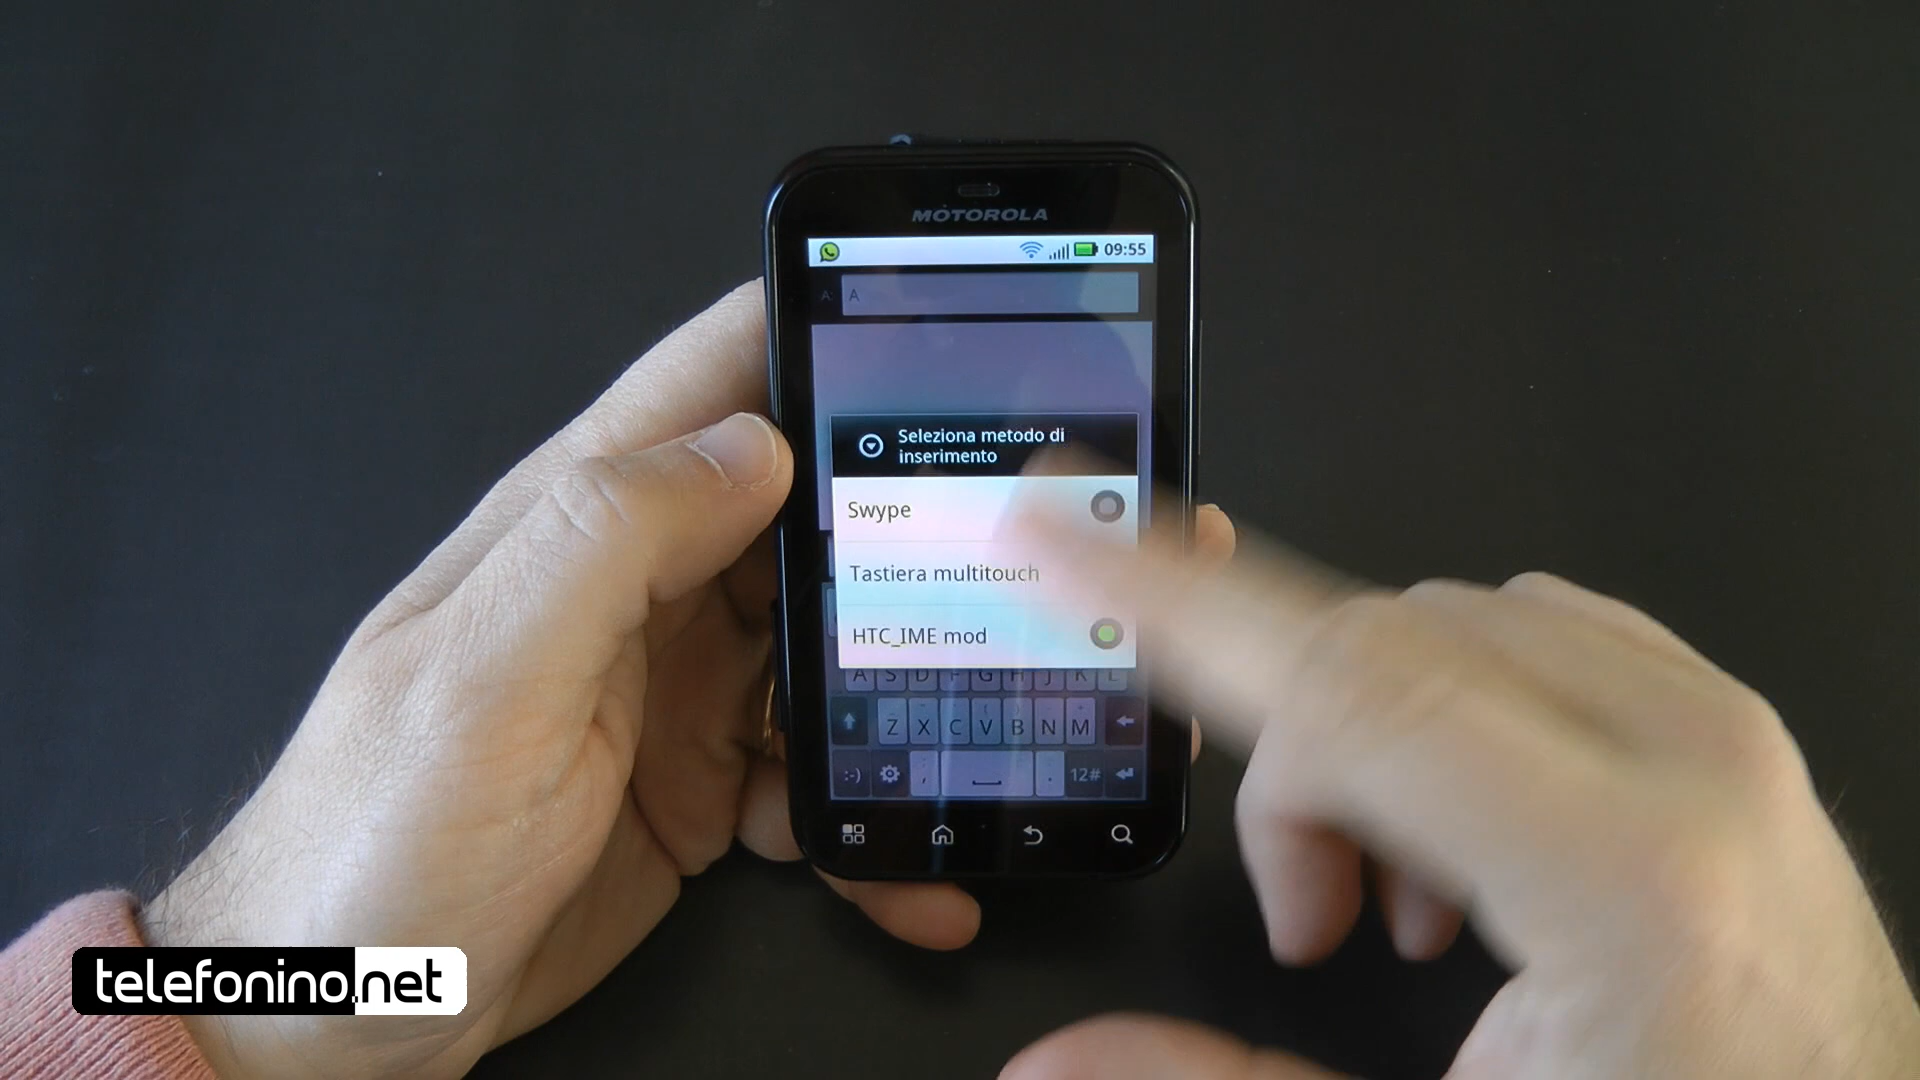 MOTOROLA
09:55
A: A
Seleziona metodo di
inserimento
Swype
Tastiera multitouch
HTC_IME mod
A S D F G H J K L
Z X C V B N M
:-) , . 12#
telefonino.net